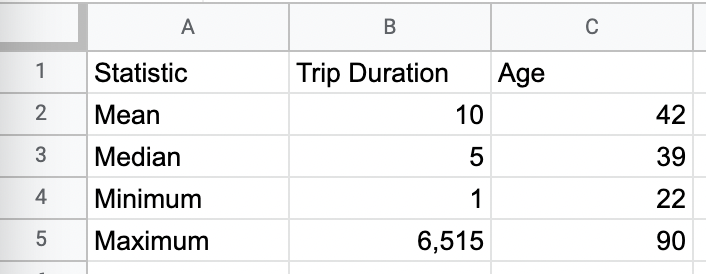 A B C
1 Statistic Trip Duration Age
2 Mean 10 42
3 Median 5 39
4 Minimum 1 22
5 Maximum 6,515 90